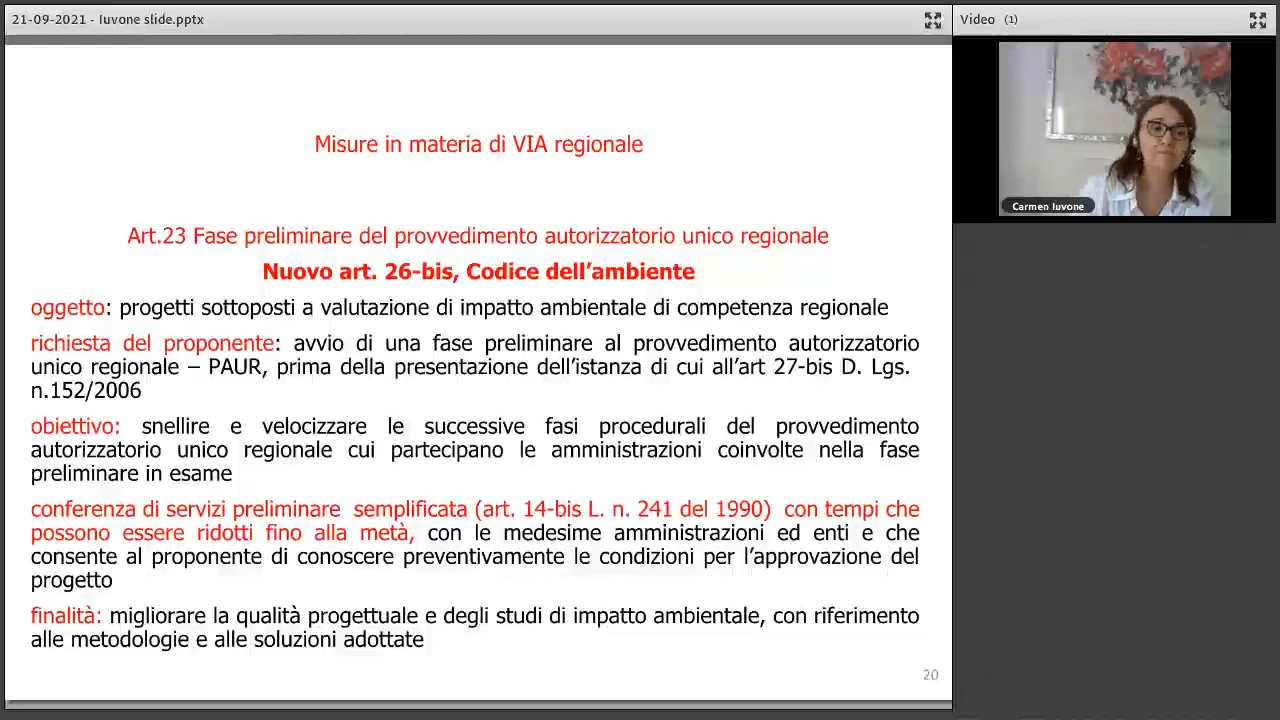 21-09-2021 - Iuvone slide.pptx
Video (1)
Carmen Iuvone
Misure in materia di VIA regionale
Art.23 Fase preliminare del provvedimento autorizzatorio unico regionale
Nuovo art. 26-bis, Codice dell’ambiente
oggetto: progetti sottoposti a valutazione di impatto ambientale di competenza regionale
richiesta del proponente: avvio di una fase preliminare al provvedimento autorizzatorio
unico regionale – PAUR, prima della presentazione dell’istanza di cui all’art 27-bis D. Lgs.
n.152/2006
obiettivo: snellire e velocizzare le successive fasi procedurali del provvedimento
autorizzatorio unico regionale cui partecipano le amministrazioni coinvolte nella fase
preliminare in esame
conferenza di servizi preliminare semplificata (art. 14-bis L. n. 241 del 1990) con tempi che
possono essere ridotti fino alla metà, con le medesime amministrazioni ed enti e che
consente al proponente di conoscere preventivamente le condizioni per l’approvazione del
progetto
finalità: migliorare la qualità progettuale e degli studi di impatto ambientale, con riferimento
alle metodologie e alle soluzioni adottate
20